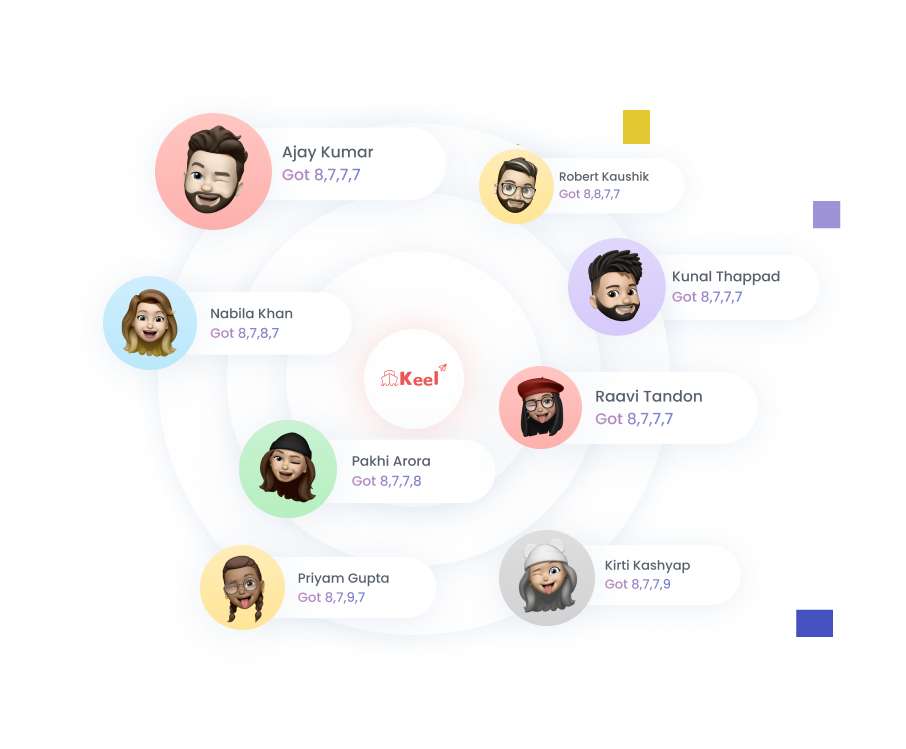 Ajay Kumar
Got 8,7,7,7
Robert Kaushik
Got 8,8,7,7
Kunal Thappad
Got 8,7,7,7
Nabila Khan
Got 8,7,8,7
Keel
Raavi Tandon
Got 8,7,7,7
Pakhi Arora
Got 8,7,7,8
Priyam Gupta
Got 8,7,9,7
Kirti Kashyap
Got 8,7,7,9